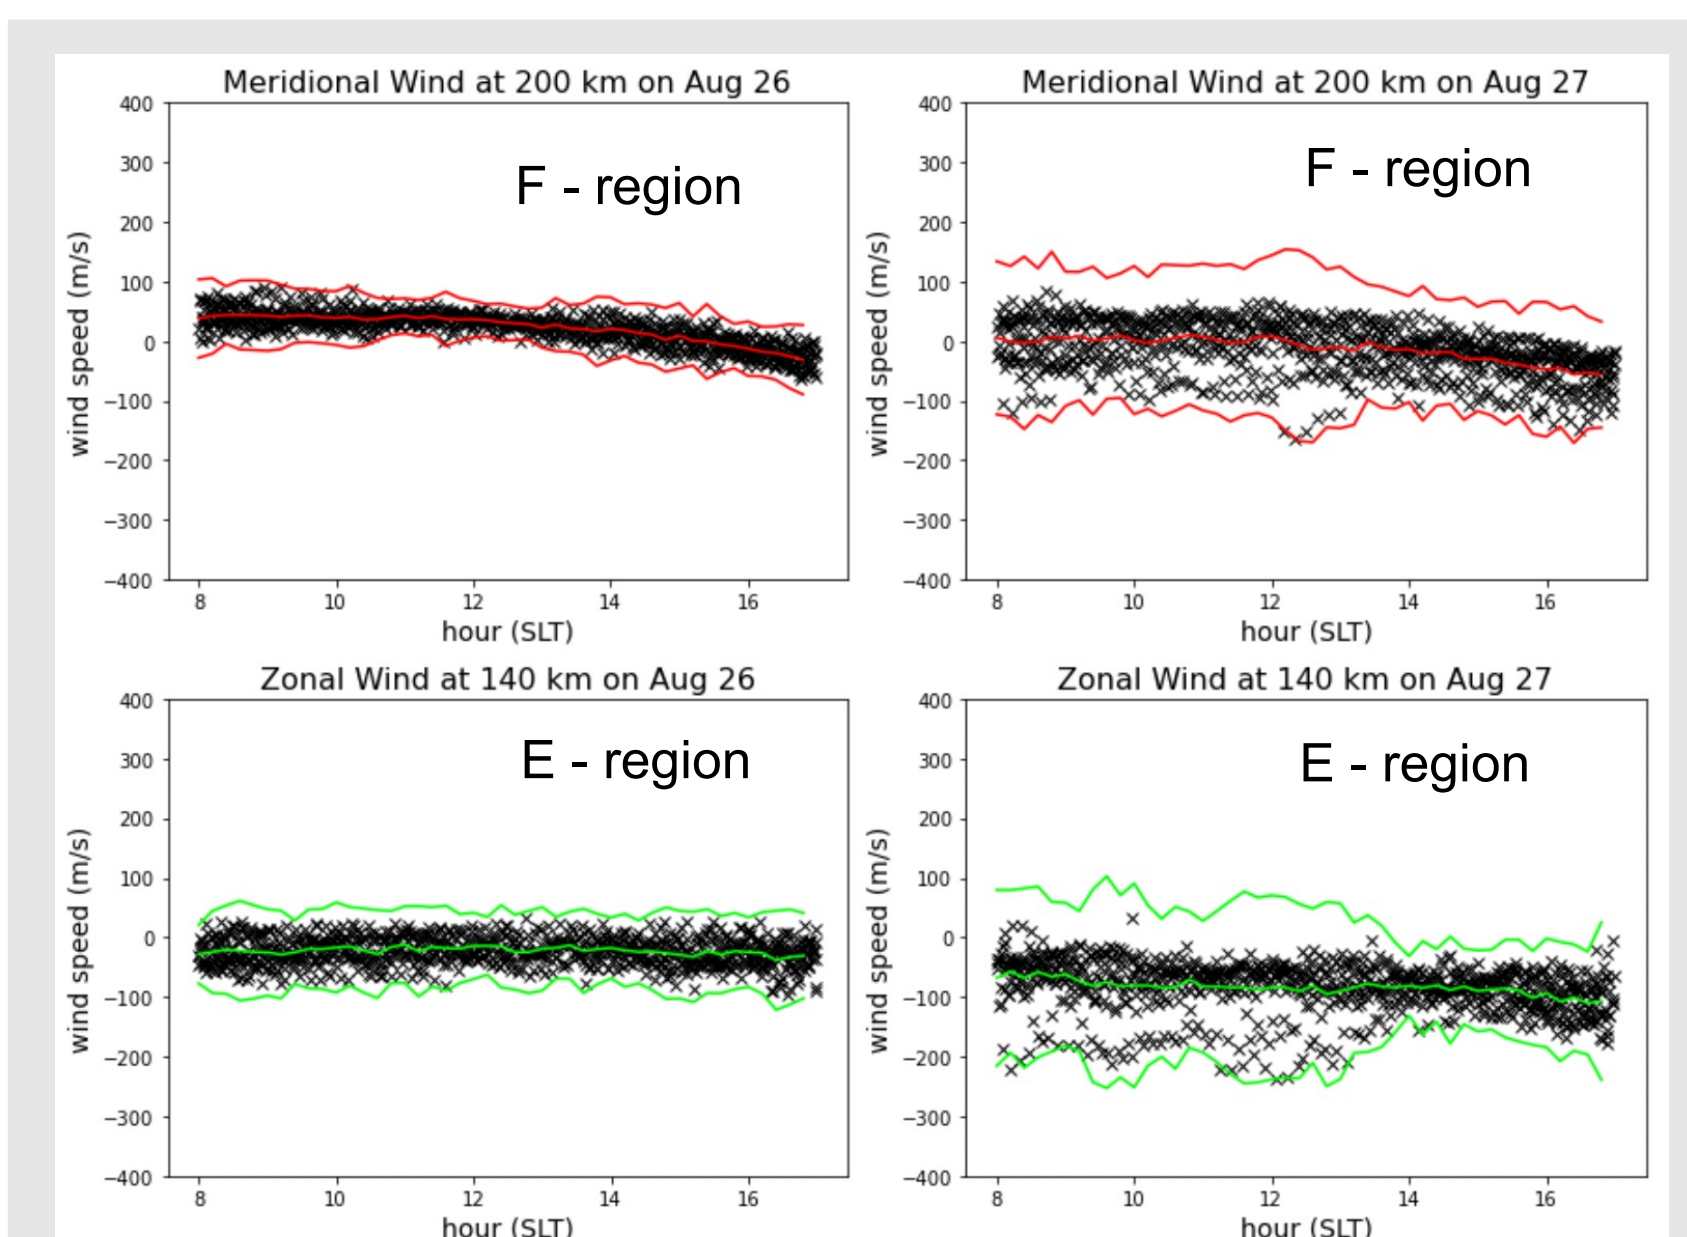 Meridional Wind at 200 km on Aug 26
400
300
200
100
0
−100
−200
−300
−400
wind speed (m/s)
F - region
8 10 12 14 16
hour (SLT)
Meridional Wind at 200 km on Aug 27
400
300
200
100
0
−100
−200
−300
−400
wind speed (m/s)
F - region
8 10 12 14 16
hour (SLT)
Zonal Wind at 140 km on Aug 26
400
300
200
100
0
−100
−200
−300
−400
wind speed (m/s)
E - region
8 10 12 14 16
hour (SLT)
Zonal Wind at 140 km on Aug 27
400
300
200
100
0
−100
−200
−300
−400
wind speed (m/s)
E - region
8 10 12 14 16
hour (SLT)